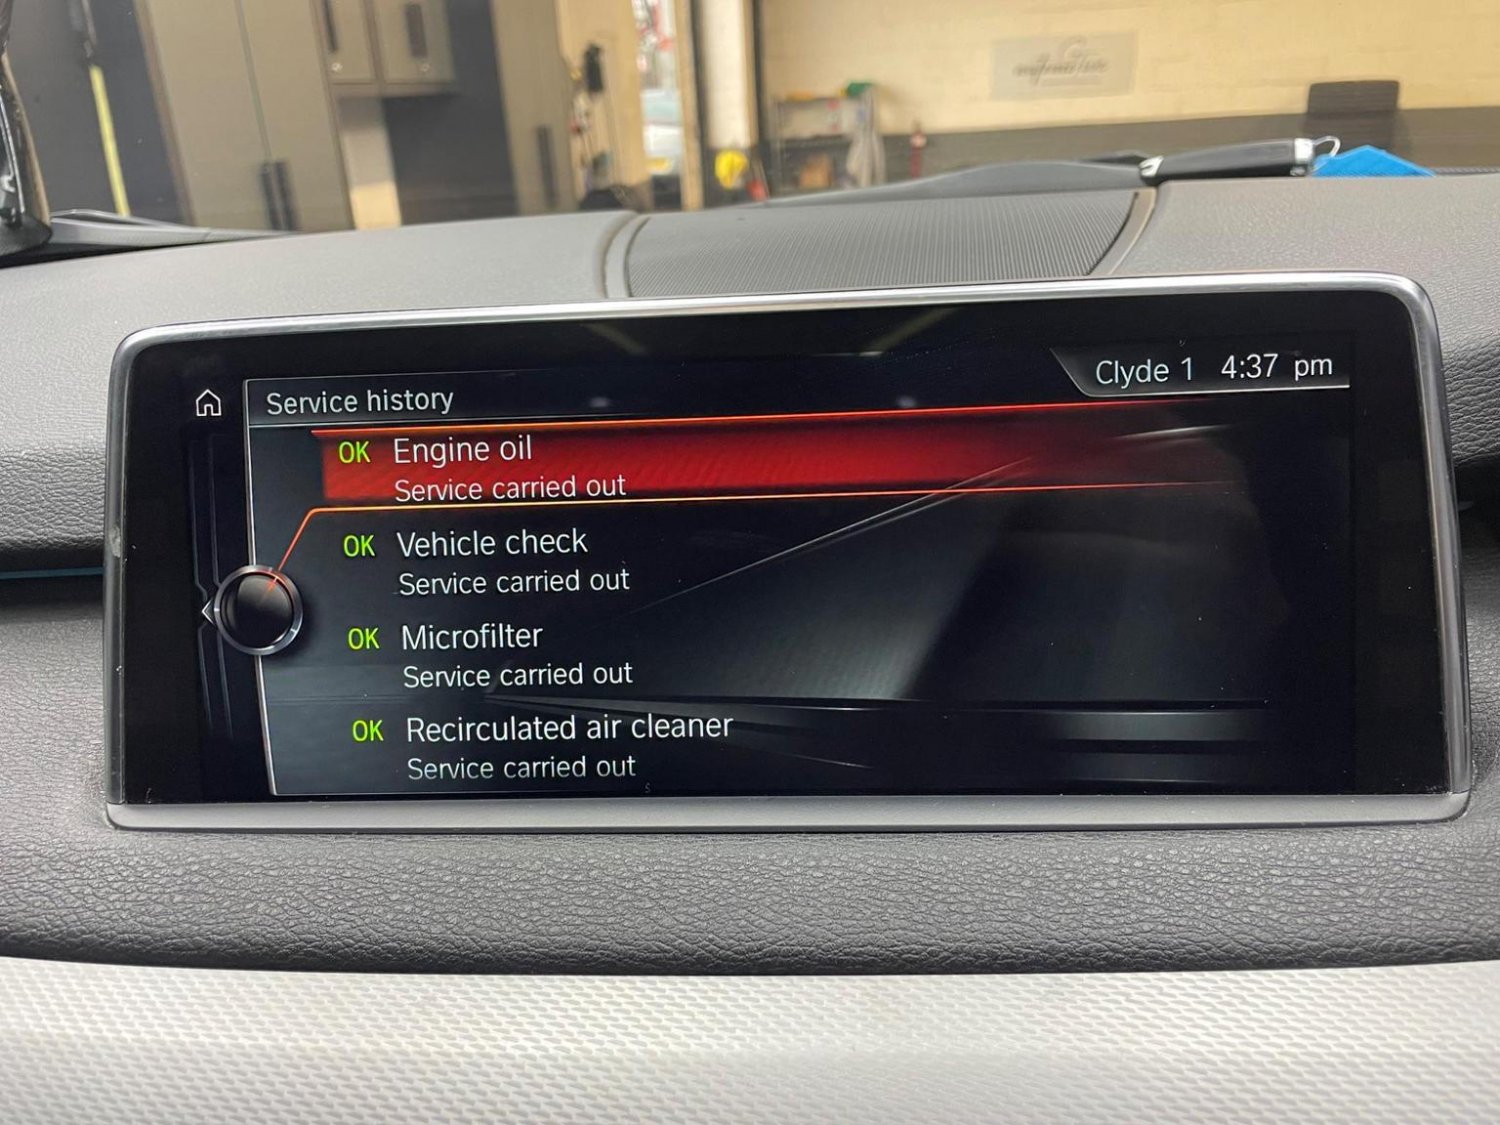 Clyde 1 4:37 pm
Service history
OK Engine oil
Service carried out
OK Vehicle check
Service carried out
OK Microfilter
Service carried out
OK Recirculated air cleaner
Service carried out